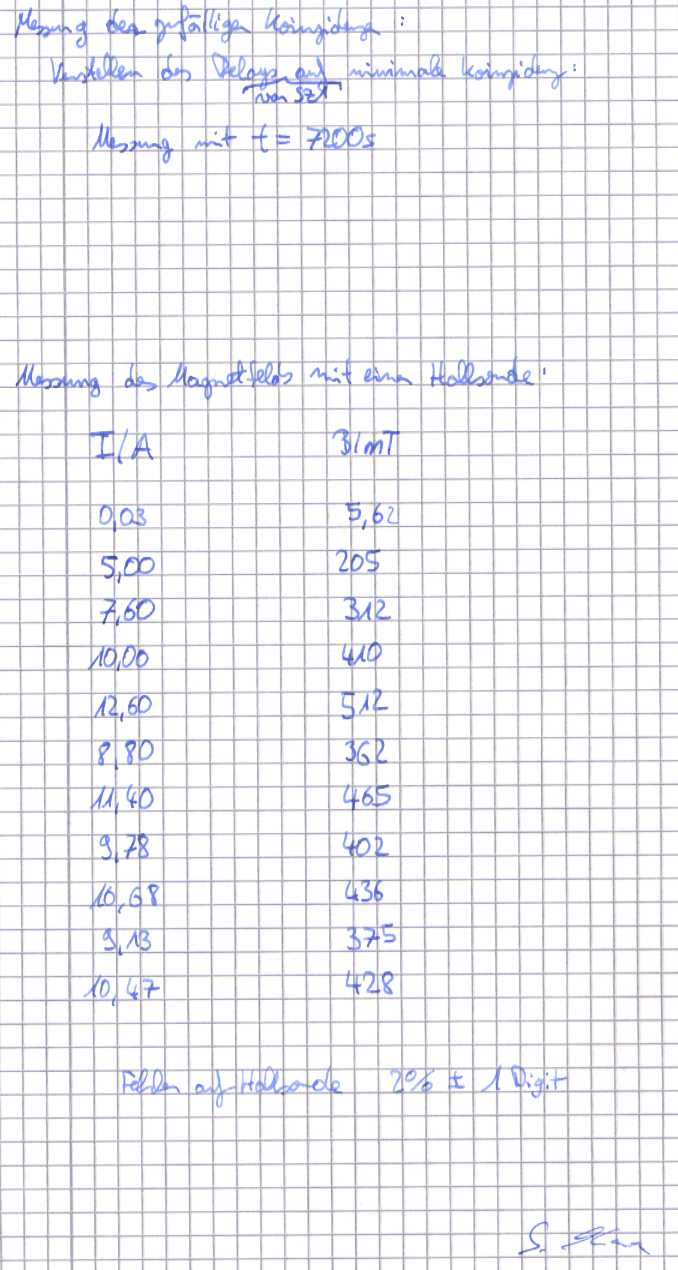 Messung der zufälligen Koinzidenz :
Verstellen des Delays auf minimale Koinzidenz :
von SZ1
Messung mit t = 7200s
Messung des Magnetfelds mit einer Hallsonde :
I/A B/mT
0,03 5,62
5,00 205
7,60 312
10,00 410
12,60 512
8,80 362
11,40 465
9,78 402
10,68 436
9,13 375
10,47 428
Fehler auf Hallsonde 2% ± 1 Digit
S.